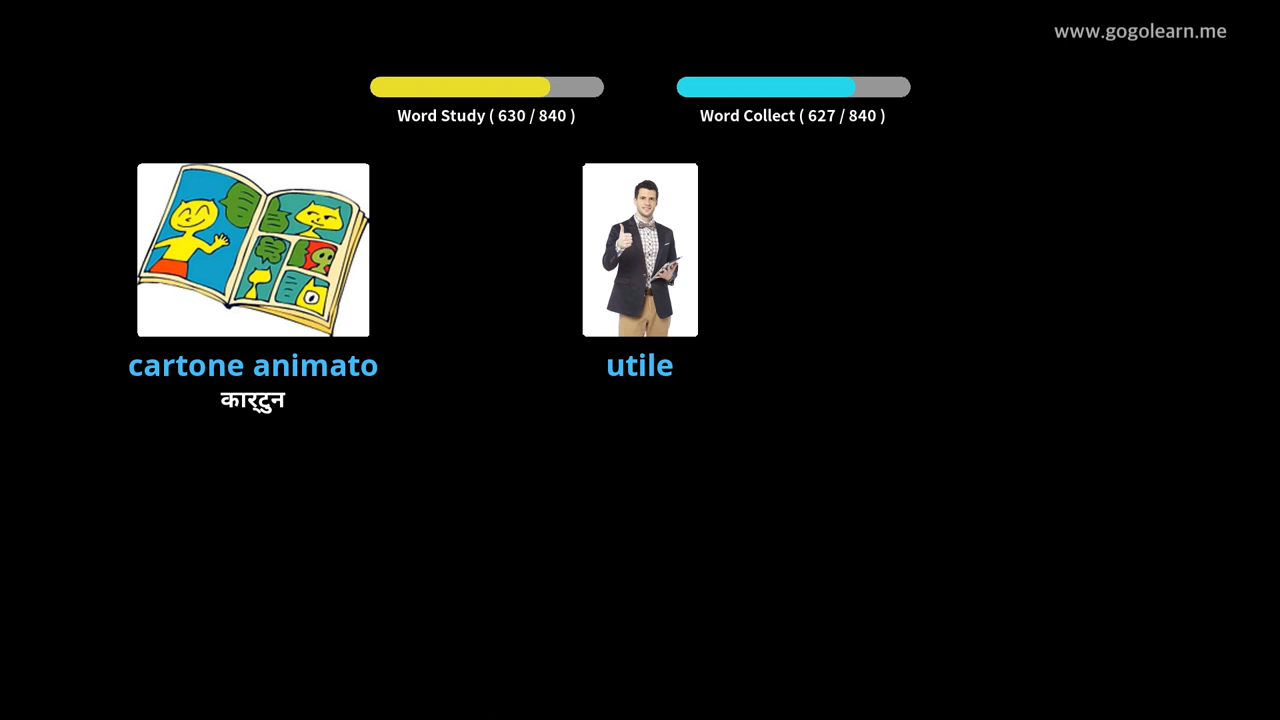 www.gogolearn.me
Word Study ( 630 / 840 )
Word Collect ( 627 / 840 )
cartone animato
कार्टुन
utile